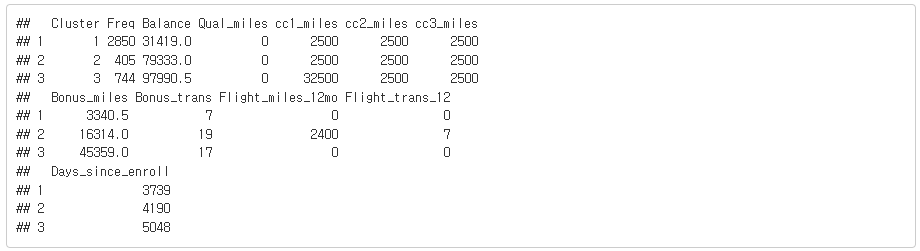 ##   Cluster Freq Balance Qual_miles cc1_miles cc2_miles cc3_miles
## 1       1 2850 31419.0          0      2500      2500      2500
## 2       2  405 79333.0          0      2500      2500      2500
## 3       3  744 97990.5          0     32500      2500      2500
##   Bonus_miles Bonus_trans Flight_miles_12mo Flight_trans_12
## 1      3340.5           7                 0               0
## 2     16314.0          19              2400               7
## 3     45359.0          17                 0               0
##   Days_since_enroll
## 1              3739
## 2              4190
## 3              5048